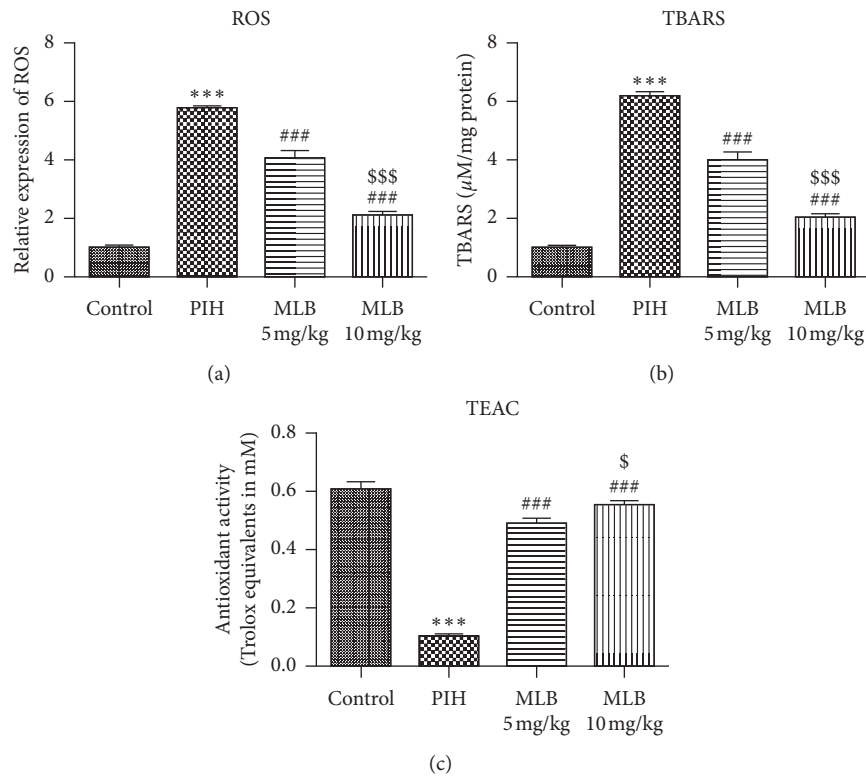 ROS
Relative expression of ROS
8
6
4
2
0
***
###
$$$
###
Control
PIH
MLB
5 mg/kg
MLB
10 mg/kg
(a)
TBARS
TBARS (μM/mg protein)
8
6
4
2
0
***
###
$$$
###
Control
PIH
MLB
5 mg/kg
MLB
10 mg/kg
(b)
TEAC
Antioxidant activity
(Trolox equivalents in mM)
0.8
0.6
0.4
0.2
0.0
***
###
$
###
Control
PIH
MLB
5 mg/kg
MLB
10 mg/kg
(c)